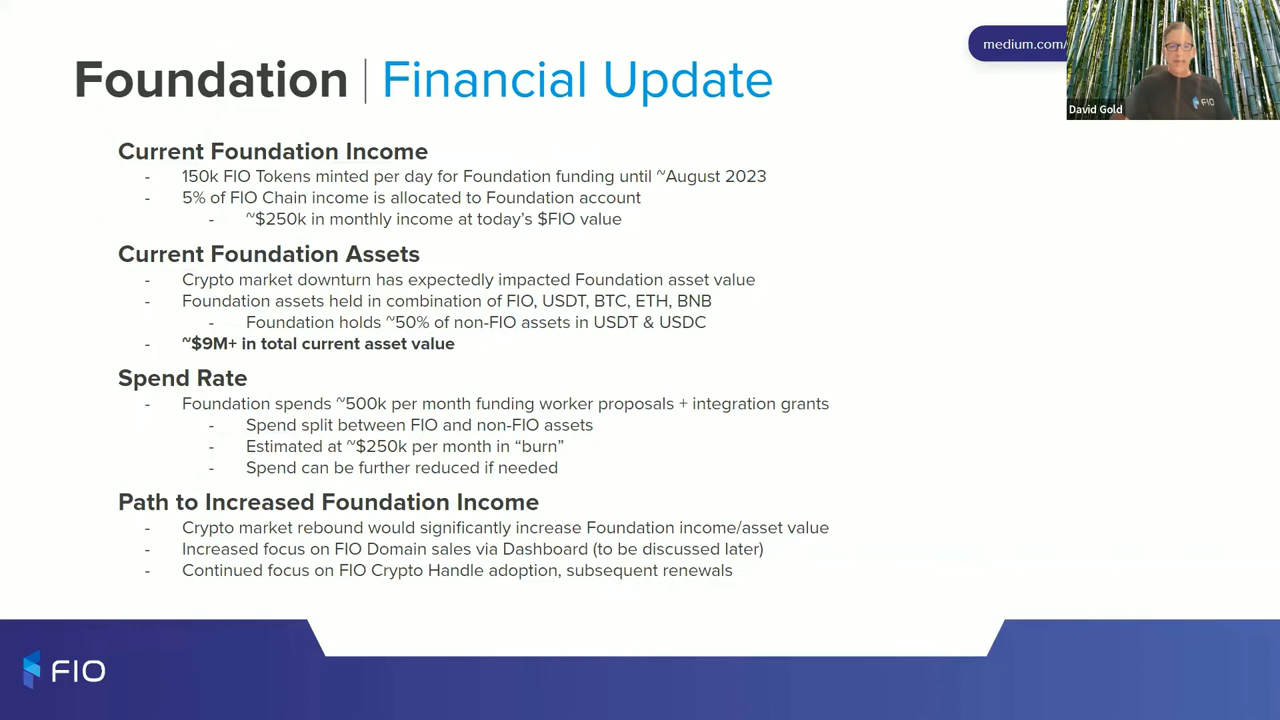 Foundation | Financial Update
medium.com/
David Gold
FIO
Current Foundation Income
- 150k FIO Tokens minted per day for Foundation funding until ~August 2023
- 5% of FIO Chain income is allocated to Foundation account
- ~$250k in monthly income at today's $FIO value
Current Foundation Assets
- Crypto market downturn has expectedly impacted Foundation asset value
- Foundation assets held in combination of FIO, USDT, BTC, ETH, BNB
- Foundation holds ~50% of non-FIO assets in USDT & USDC
- ~$9M+ in total current asset value
Spend Rate
- Foundation spends ~500k per month funding worker proposals + integration grants
- Spend split between FIO and non-FIO assets
- Estimated at ~$250k per month in “burn”
- Spend can be further reduced if needed
Path to Increased Foundation Income
- Crypto market rebound would significantly increase Foundation income/asset value
- Increased focus on FIO Domain sales via Dashboard (to be discussed later)
- Continued focus on FIO Crypto Handle adoption, subsequent renewals
FIO